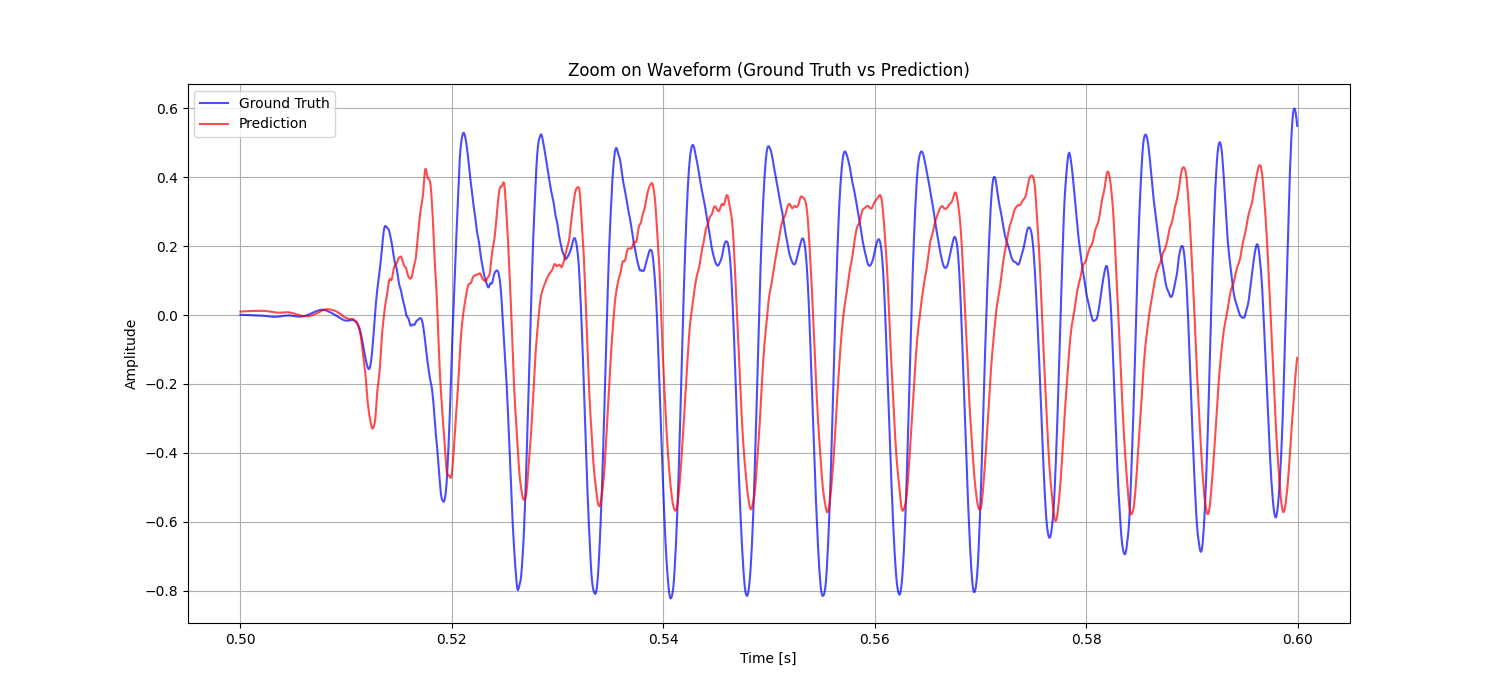 Zoom on Waveform (Ground Truth vs Prediction)
Ground Truth
Prediction
0.6
0.4
0.2
0.0
−0.2
−0.4
−0.6
−0.8
Amplitude
0.50 0.52 0.54 0.56 0.58 0.60
Time [s]